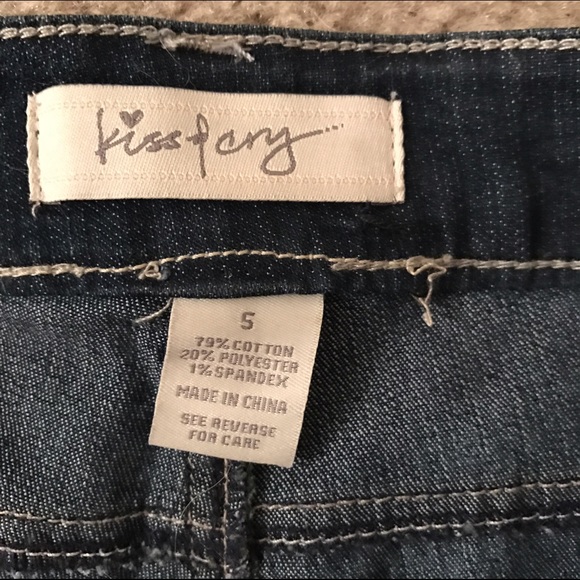 kiss & cry...
5
79% COTTON
20% POLYESTER
1% SPANDEX
MADE IN CHINA
SEE REVERSE
FOR CARE